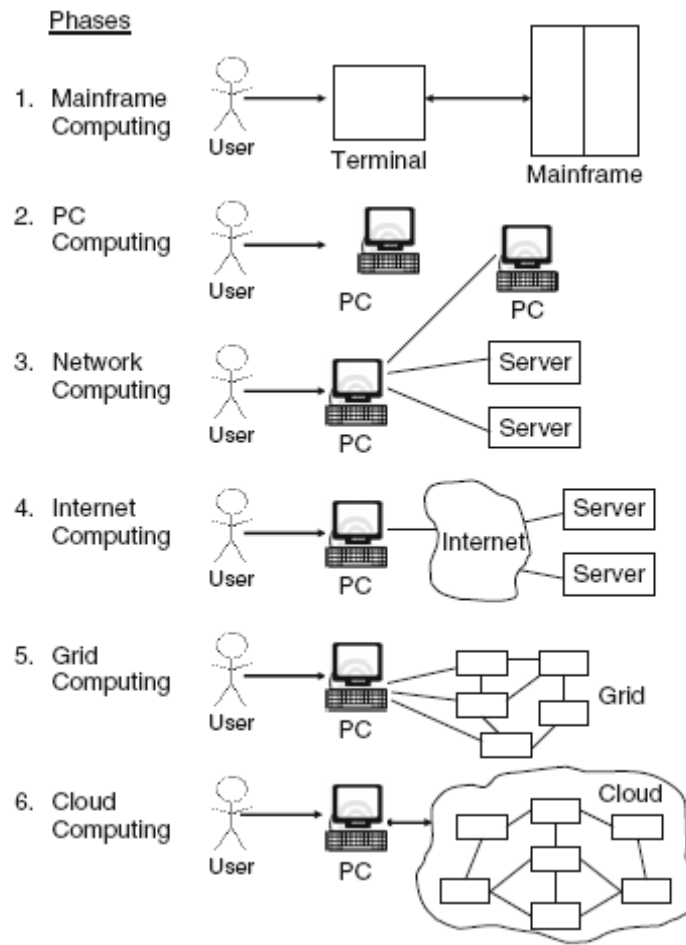 Phases
1. Mainframe
Computing
User
Terminal
Mainframe
2. PC
Computing
User
PC
PC
3. Network
Computing
User
PC
Server
Server
4. Internet
Computing
User
PC
Internet
Server
Server
5. Grid
Computing
User
PC
Grid
6. Cloud
Computing
User
PC
Cloud